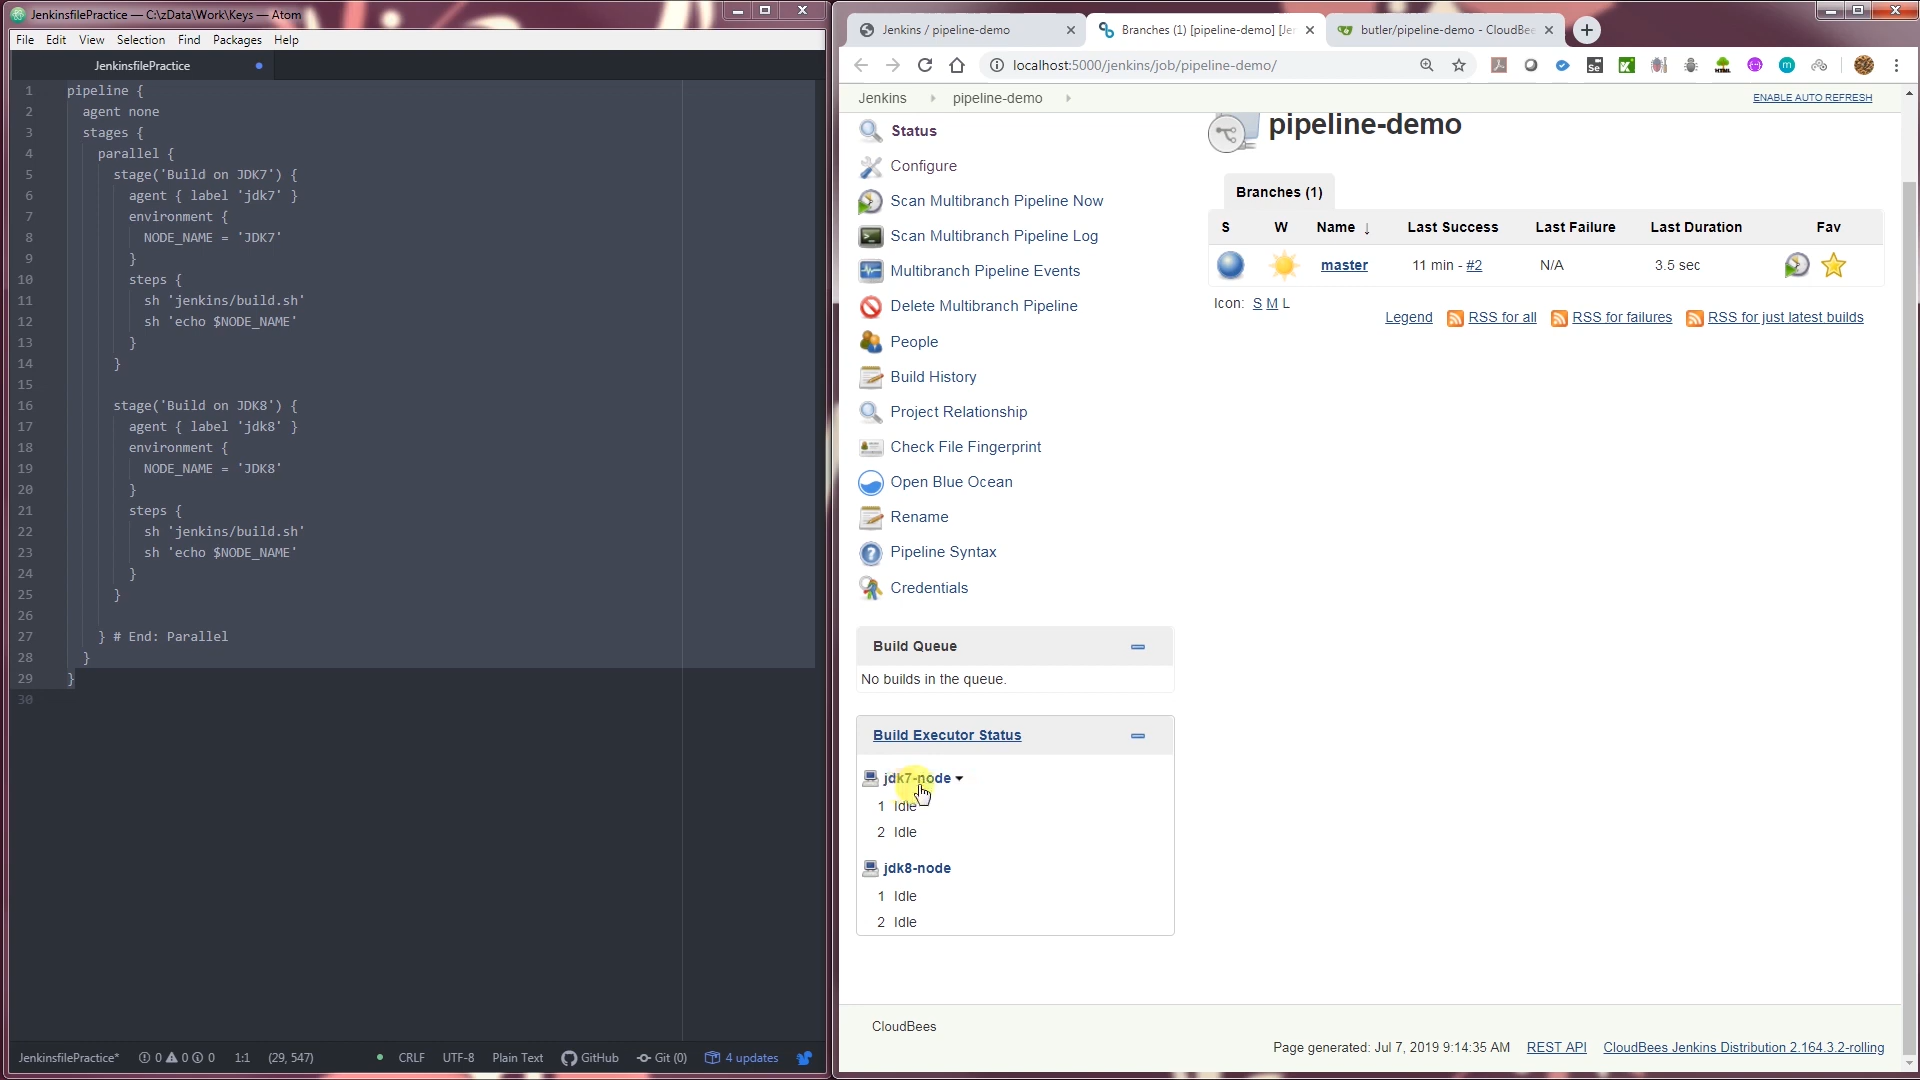 JenkinsfilePractice — C:\zData\Work\Keys — Atom
File Edit View Selection Find Packages Help
JenkinsfilePractice
1 pipeline {
2 agent none
3 stages {
4 parallel {
5 stage('Build on JDK7') {
6 agent { label 'jdk7' }
7 environment {
8 NODE_NAME = 'JDK7'
9 }
10 steps {
11 sh 'jenkins/build.sh'
12 sh 'echo $NODE_NAME'
13 }
14 }
15
16 stage('Build on JDK8') {
17 agent { label 'jdk8' }
18 environment {
19 NODE_NAME = 'JDK8'
20 }
21 steps {
22 sh 'jenkins/build.sh'
23 sh 'echo $NODE_NAME'
24 }
25 }
26
27 } # End: Parallel
28 }
29 }
30
JenkinsfilePractice* 0 0 0 1:1 (29, 547) CRLF UTF-8 Plain Text GitHub Git (0) 4 updates
Jenkins / pipeline-demo
Branches (1) [pipeline-demo] [Je
butler/pipeline-demo - CloudBee
localhost:5000/jenkins/job/pipeline-demo/
Jenkins pipeline-demo
ENABLE AUTO REFRESH
Status
Configure
Scan Multibranch Pipeline Now
Scan Multibranch Pipeline Log
Multibranch Pipeline Events
Delete Multibranch Pipeline
People
Build History
Project Relationship
Check File Fingerprint
Open Blue Ocean
Rename
Pipeline Syntax
Credentials
Build Queue
No builds in the queue.
Build Executor Status
jdk7-node
1 Idle
2 Idle
jdk8-node
1 Idle
2 Idle
pipeline-demo
Branches (1)
S W Name ↓ Last Success Last Failure Last Duration Fav
master 11 min - #2 N/A 3.5 sec
Icon: S M L
Legend RSS for all RSS for failures RSS for just latest builds
CloudBees
Page generated: Jul 7, 2019 9:14:35 AM REST API CloudBees Jenkins Distribution 2.164.3.2-rolling